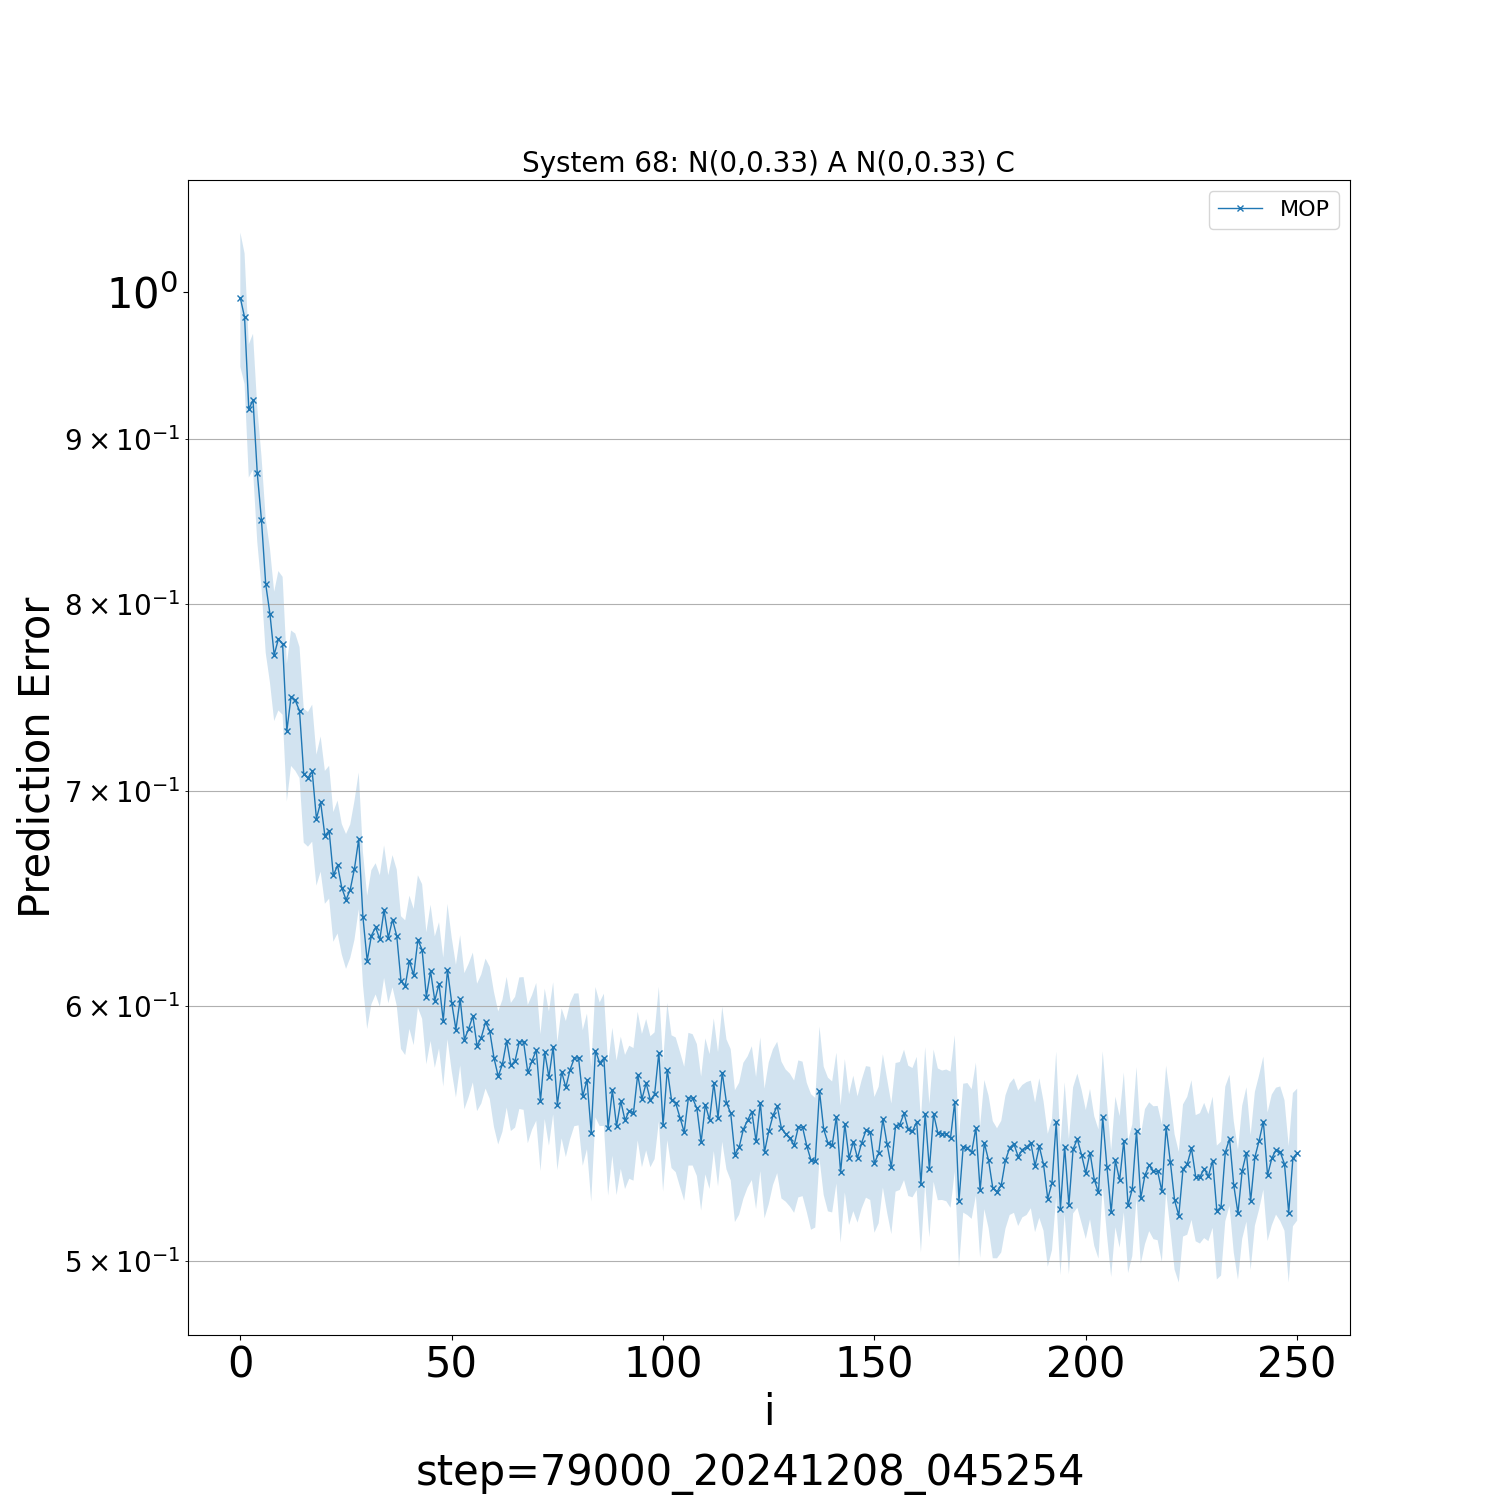 System 68: N(0,0.33) A N(0,0.33) C
MOP
10⁰
9 × 10⁻¹
8 × 10⁻¹
7 × 10⁻¹
6 × 10⁻¹
5 × 10⁻¹
Prediction Error
0 50 100 150 200 250
i
step=79000_20241208_045254